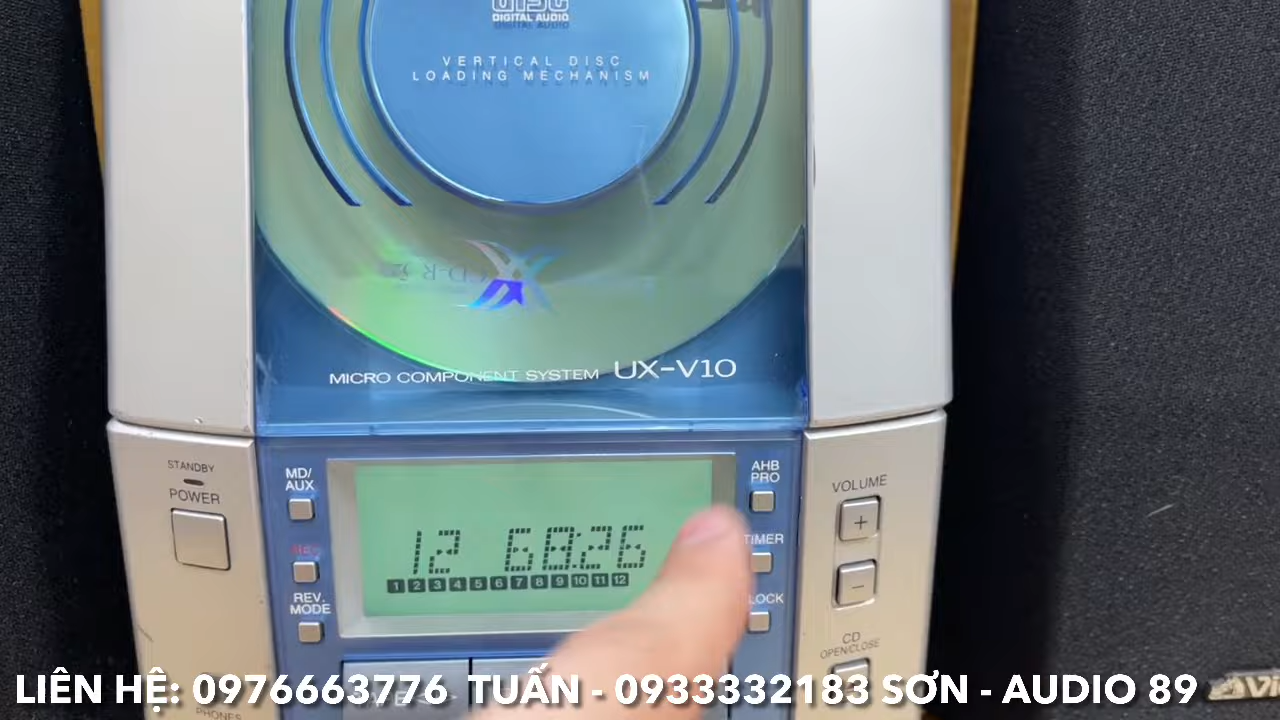 DIGITAL AUDIO
VERTICAL DISC
LOADING MECHANISM
MICRO COMPONENT SYSTEM UX-V10
STANDBY
POWER
MD/
AUX
REV.
MODE
12 68:26
1 2 3 4 5 6 7 8 9 10 11 12
AHB
PRO
TIMER
VOLUME
+
-
CD
OPEN/CLOSE
PHONES
LIÊN HỆ: 0976663776 TUẤN - 0933332183 SƠN - AUDIO 89